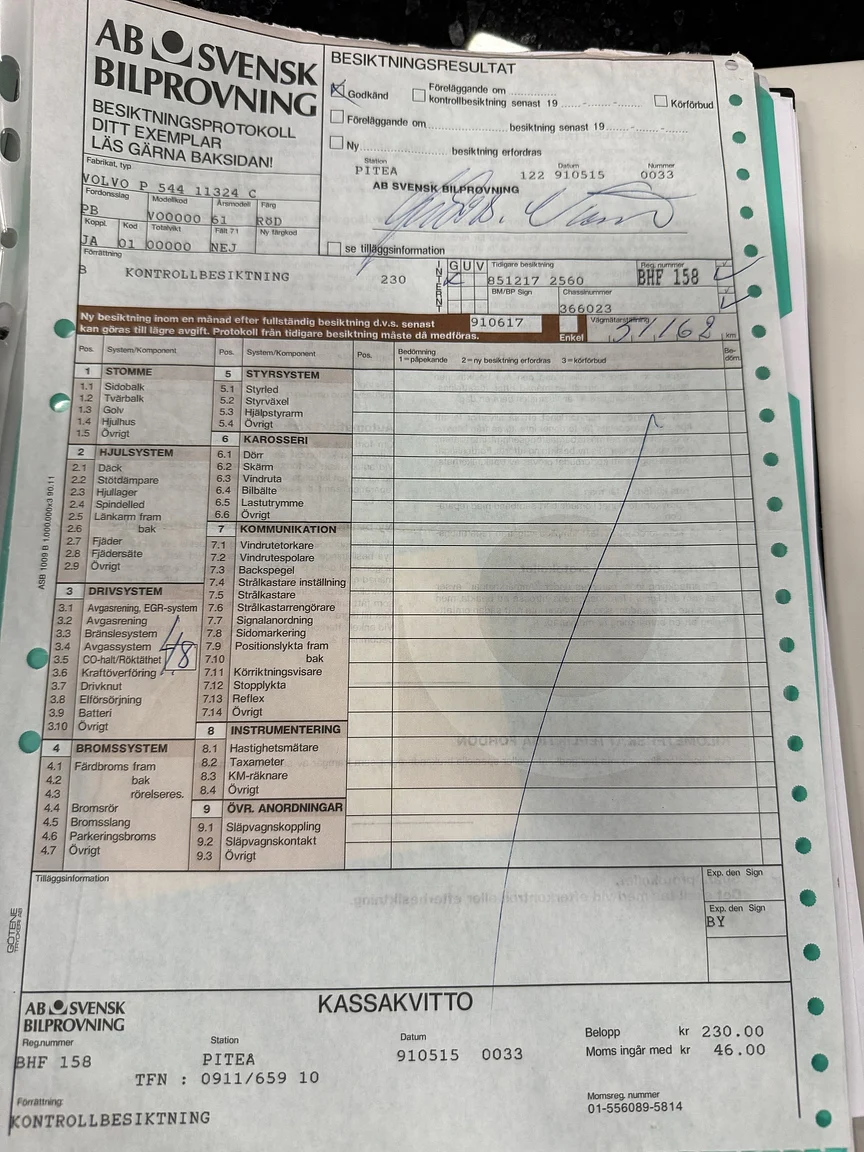 AB SVENSK
BILPROVNING
BESIKTNINGSPROTOKOLL
DITT EXEMPLAR
LÄS GÄRNA BAKSIDAN!
BESIKTNINGSRESULTAT
Godkänd
Föreläggande om
kontrollbesiktning senast 19 - -
Körförbud
Föreläggande om besiktning senast 19 - -
Ny besiktning erfordras
Station Datum Nummer
PITEA 122 910515 0033
AB SVENSK BILPROVNING
se tilläggsinformation
Fabrikat, typ
VOLVO P 544 11324 C
Fordonsslag Modellkod Årsmodell Färg
PB V00000 61 RöD
Koppl. Kod Totalvikt Fält 71 Ny färgkod
JA 01 00000 NEJ
Förrättning
B KONTROLLBESIKTNING 230
INTERNT
G U V
Tidigare besiktning
851217 2560
Reg. nummer
BHF 158
BM/BP Sign Chassinummer
366023
Ny besiktning inom en månad efter fullständig besiktning d.v.s. senast 910617
kan göras till lägre avgift. Protokoll från tidigare besiktning måste då medföras.
Enkel
Vägmätarställning
37162 km
Pos. System/Komponent Pos. System/Komponent Pos. Bedömning
1=påpekande 2=ny besiktning erfordras 3=körförbud
Be-
döm.
1 STOMME
1.1 Sidobalk
1.2 Tvärbalk
1.3 Golv
1.4 Hjulhus
1.5 Övrigt
2 HJULSYSTEM
2.1 Däck
2.2 Stötdämpare
2.3 Hjullager
2.4 Spindelled
2.5 Länkarm fram
2.6 bak
2.7 Fjäder
2.8 Fjädersäte
2.9 Övrigt
3 DRIVSYSTEM
3.1 Avgasrening, EGR-system
3.2 Avgasrening
3.3 Bränslesystem
3.4 Avgassystem
3.5 CO-halt/Röktäthet
3.6 Kraftöverföring
3.7 Drivknut
3.8 Elförsörjning
3.9 Batteri
3.10 Övrigt
4 BROMSSYSTEM
4.1 Färdbroms fram
4.2 bak
4.3 rörelseres.
4.4 Bromsrör
4.5 Bromsslang
4.6 Parkeringsbroms
4.7 Övrigt
5 STYRSYSTEM
5.1 Styrled
5.2 Styrväxel
5.3 Hjälpstyrarm
5.4 Övrigt
6 KAROSSERI
6.1 Dörr
6.2 Skärm
6.3 Vindruta
6.4 Bilbälte
6.5 Lastutrymme
6.6 Övrigt
7 KOMMUNIKATION
7.1 Vindrutetorkare
7.2 Vindrutespolare
7.3 Backspegel
7.4 Strålkastare inställning
7.5 Strålkastare
7.6 Strålkastarrengörare
7.7 Signalanordning
7.8 Sidomarkering
7.9 Positionslykta fram
7.10 bak
7.11 Körriktningsvisare
7.12 Stopplykta
7.13 Reflex
7.14 Övrigt
8 INSTRUMENTERING
8.1 Hastighetsmätare
8.2 Taxameter
8.3 KM-räknare
8.4 Övrigt
9 ÖVR. ANORDNINGAR
9.1 Släpvagnskoppling
9.2 Släpvagnskontakt
9.3 Övrigt
ASB 1009 B 1.000.000x3 90.11
Tilläggsinformation
Exp. den Sign
Exp. den Sign
BY
GÖTENE
TRYCKERI AB
AB SVENSK
BILPROVNING
KASSAKVITTO
Reg.nummer Station Datum
BHF 158 PITEA 910515 0033
TFN : 0911/659 10
Belopp kr 230.00
Moms ingår med kr 46.00
Förrättning:
KONTROLLBESIKTNING
Momsreg. nummer
01-556089-5814